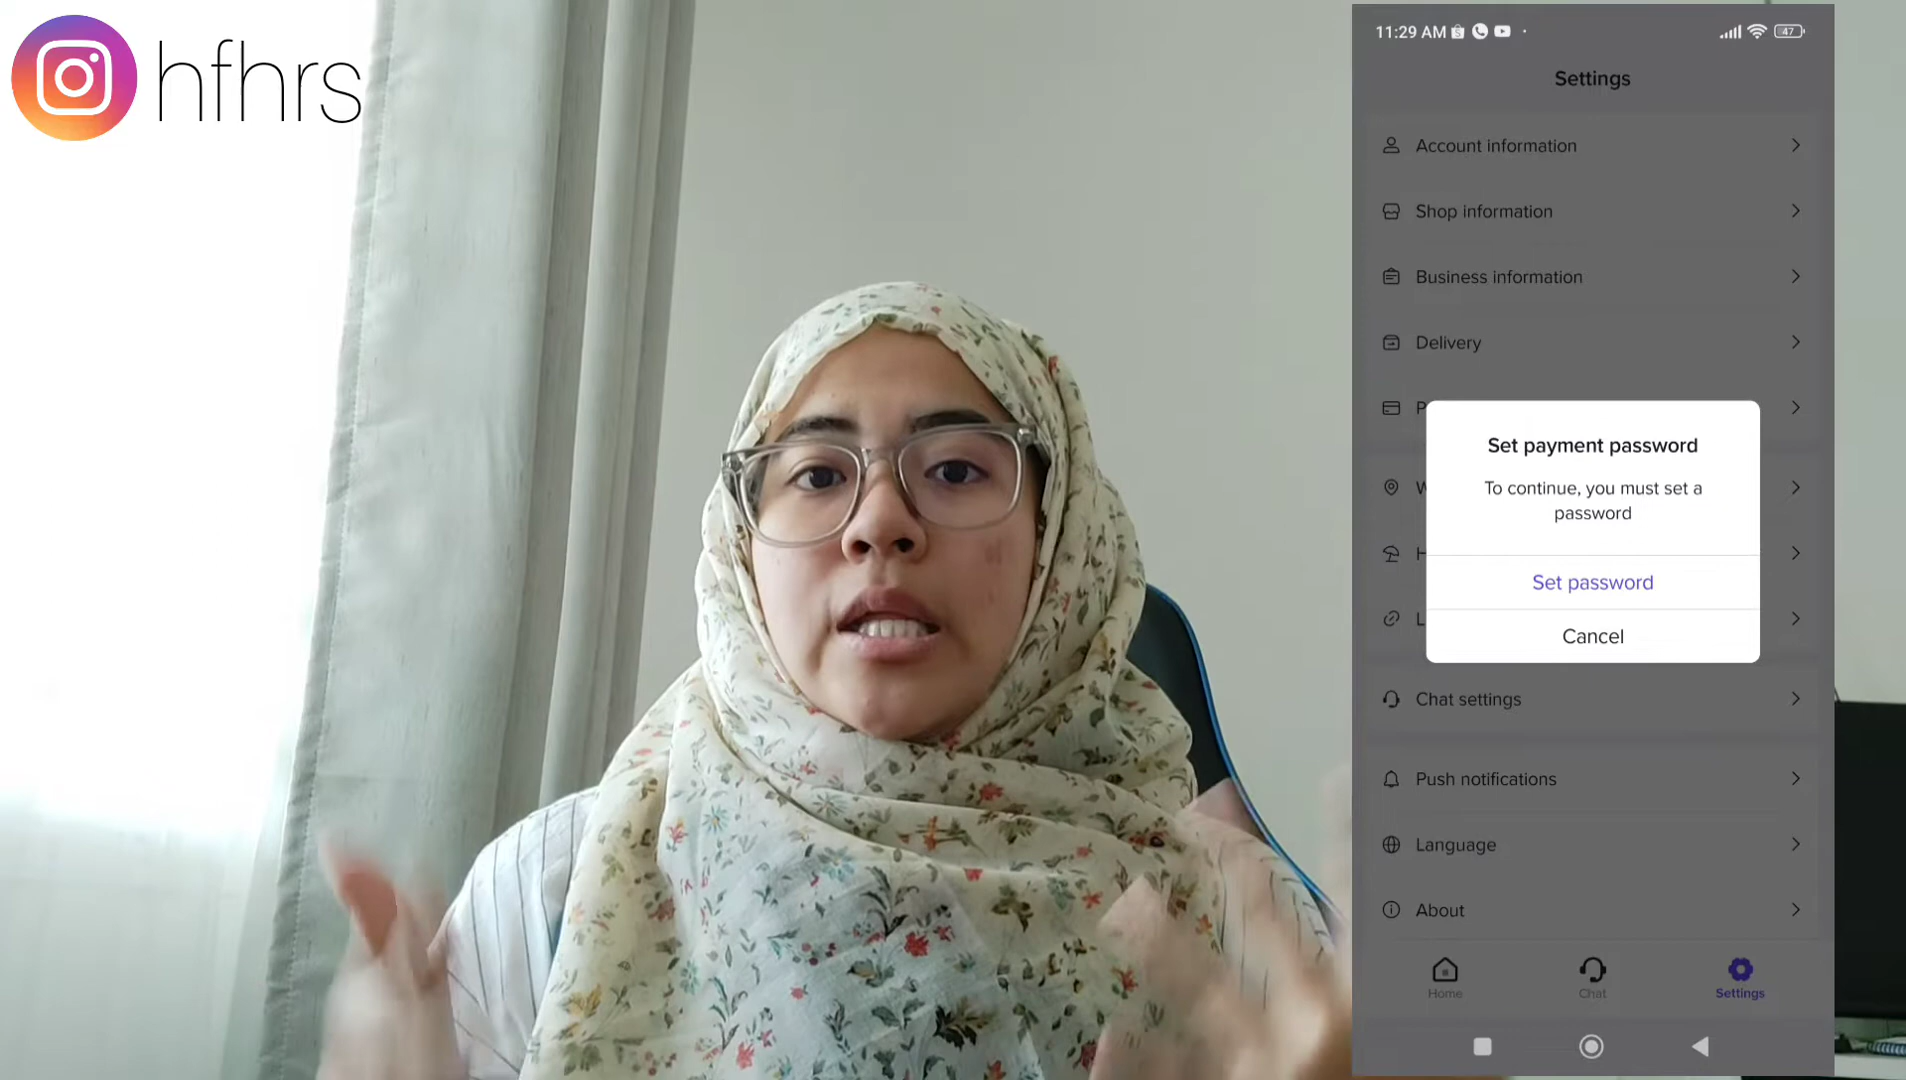 hfhrs
11:29 AM
47
Settings
Account information
Shop information
Business information
Delivery
P
Set payment password
To continue, you must set a
password
W
H
Set password
L
Cancel
Chat settings
Push notifications
Language
About
Home
Chat
Settings